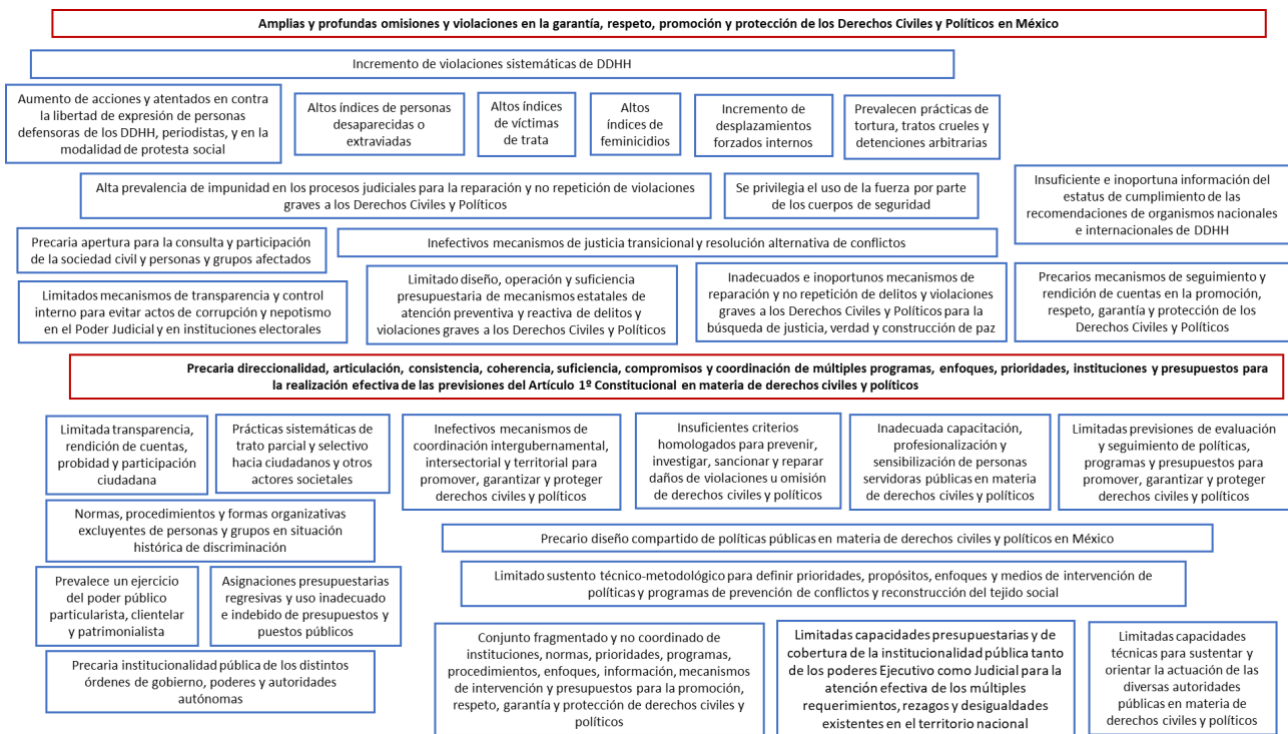 Amplias y profundas omisiones y violaciones en la garantía, respeto, promoción y protección de los Derechos Civiles y Políticos en México
Incremento de violaciones sistemáticas de DDHH
Aumento de acciones y atentados en contra
la libertad de expresión de personas
defensoras de los DDHH, periodistas, y en la
modalidad de protesta social
Altos índices de personas
desaparecidas o
extraviadas
Altos índices
de víctimas
de trata
Altos
índices de
feminicidios
Incremento de
desplazamientos
forzados internos
Prevalecen prácticas de
tortura, tratos crueles y
detenciones arbitrarias
Alta prevalencia de impunidad en los procesos judiciales para la reparación y no repetición de violaciones
graves a los Derechos Civiles y Políticos
Se privilegia el uso de la fuerza por parte
de los cuerpos de seguridad
Insuficiente e inoportuna información del
estatus de cumplimiento de las
recomendaciones de organismos nacionales
e internacionales de DDHH
Precaria apertura para la consulta y participación
de la sociedad civil y personas y grupos afectados
Inefectivos mecanismos de justicia transicional y resolución alternativa de conflictos
Limitados mecanismos de transparencia y control
interno para evitar actos de corrupción y nepotismo
en el Poder Judicial y en instituciones electorales
Limitado diseño, operación y suficiencia
presupuestaria de mecanismos estatales de
atención preventiva y reactiva de delitos y
violaciones graves a los Derechos Civiles y Políticos
Inadecuados e inoportunos mecanismos de
reparación y no repetición de delitos y violaciones
graves a los Derechos Civiles y Políticos para la
búsqueda de justicia, verdad y construcción de paz
Precarios mecanismos de seguimiento y
rendición de cuentas en la promoción,
respeto, garantía y protección de los
Derechos Civiles y Políticos
Precaria direccionalidad, articulación, consistencia, coherencia, suficiencia, compromisos y coordinación de múltiples programas, enfoques, prioridades, instituciones y presupuestos para
la realización efectiva de las previsiones del Artículo 1º Constitucional en materia de derechos civiles y políticos
Limitada transparencia,
rendición de cuentas,
probidad y participación
ciudadana
Prácticas sistemáticas de
trato parcial y selectivo
hacia ciudadanos y otros
actores societales
Inefectivos mecanismos de
coordinación intergubernamental,
intersectorial y territorial para
promover, garantizar y proteger
derechos civiles y políticos
Insuficientes criterios
homologados para prevenir,
investigar, sancionar y reparar
daños de violaciones u omisión
de derechos civiles y políticos
Inadecuada capacitación,
profesionalización y
sensibilización de personas
servidoras públicas en materia
de derechos civiles y políticos
Limitadas previsiones de evaluación
y seguimiento de políticas,
programas y presupuestos para
promover, garantizar y proteger
derechos civiles y políticos
Normas, procedimientos y formas organizativas
excluyentes de personas y grupos en situación
histórica de discriminación
Precario diseño compartido de políticas públicas en materia de derechos civiles y políticos en México
Prevalece un ejercicio
del poder público
particularista, clientelar
y patrimonialista
Asignaciones presupuestarias
regresivas y uso inadecuado
e indebido de presupuestos y
puestos públicos
Limitado sustento técnico-metodológico para definir prioridades, propósitos, enfoques y medios de intervención de
políticas y programas de prevención de conflictos y reconstrucción del tejido social
Precaria institucionalidad pública de los distintos
órdenes de gobierno, poderes y autoridades
autónomas
Conjunto fragmentado y no coordinado de
instituciones, normas, prioridades, programas,
procedimientos, enfoques, información, mecanismos
de intervención y presupuestos para la promoción,
respeto, garantía y protección de derechos civiles y
políticos
Limitadas capacidades presupuestarias y de
cobertura de la institucionalidad pública tanto
de los poderes Ejecutivo como Judicial para la
atención efectiva de los múltiples
requerimientos, rezagos y desigualdades
existentes en el territorio nacional
Limitadas capacidades
técnicas para sustentar y
orientar la actuación de las
diversas autoridades
públicas en materia de
derechos civiles y políticos